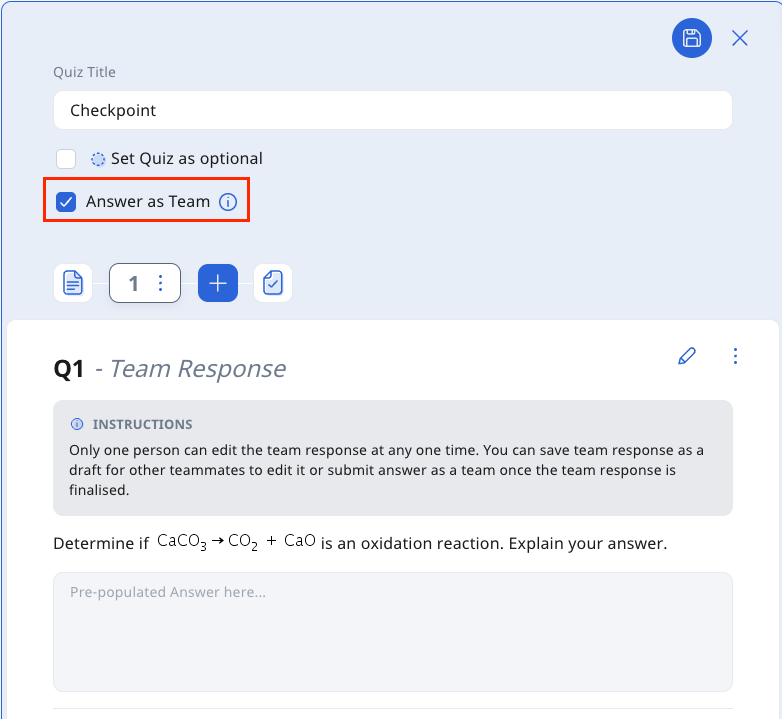 Quiz Title
Checkpoint
Set Quiz as optional
Answer as Team
1
Q1 - Team Response
INSTRUCTIONS
Only one person can edit the team response at any one time. You can save team response as a
draft for other teammates to edit it or submit answer as a team once the team response is
finalised.
Determine if CaCO₃ → CO₂ + CaO is an oxidation reaction. Explain your answer.
Pre-populated Answer here...